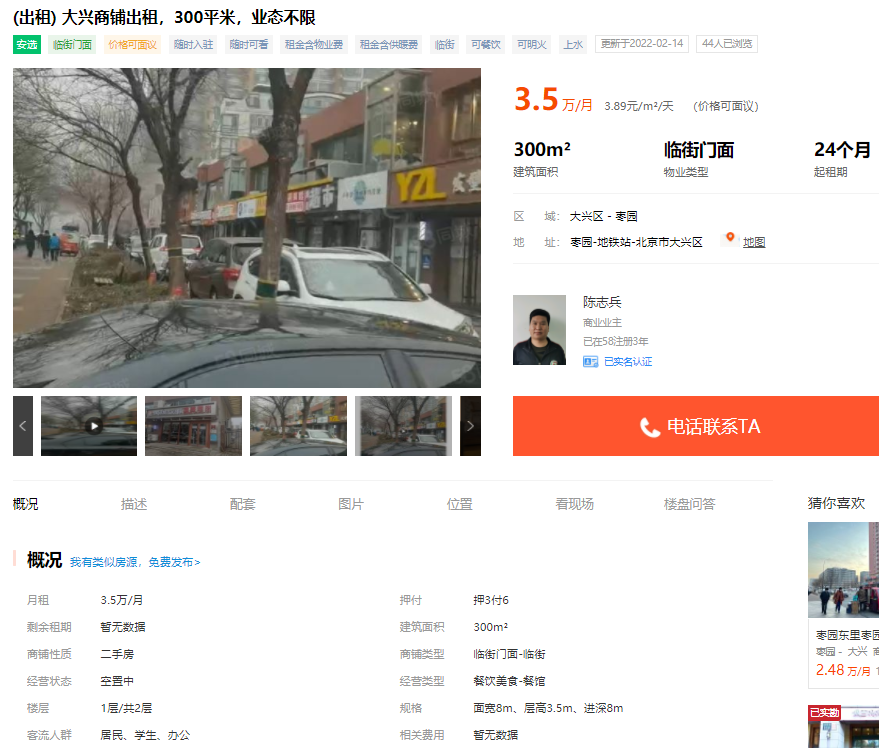 (出租) 大兴商铺出租，300平米，业态不限
安选 临街门面 价格可面议 随时入驻 随时可看 租金含物业费 租金含供暖费 临街 可餐饮 可明火 上水 更新于2022-02-14 44人已浏览
YZL
3.5 万/月 3.89元/m²/天 (价格可面议)
300m² 临街门面 24个月
建筑面积 物业类型 起租期
区 域: 大兴区 - 枣园
地 址: 枣园-地铁站-北京市大兴区 地图
陈志兵
商业业主
已在58注册3年
已实名认证
电话联系TA
概况 描述 配套 图片 位置 看现场 楼盘问答
猜你喜欢
概况 我有类似房源，免费发布>
月租 3.5万/月 押付 押3付6
剩余租期 暂无数据 建筑面积 300m²
商铺性质 二手房 商铺类型 临街门面-临街
经营状态 空置中 经营类型 餐饮美食-餐馆
楼层 1层/共2层 规格 面宽8m、层高3.5m、进深8m
客流人群 居民、学生、办公 相关费用 暂无数据
枣园东里枣园
枣园 - 大兴 商
2.48 万/月
已实勘